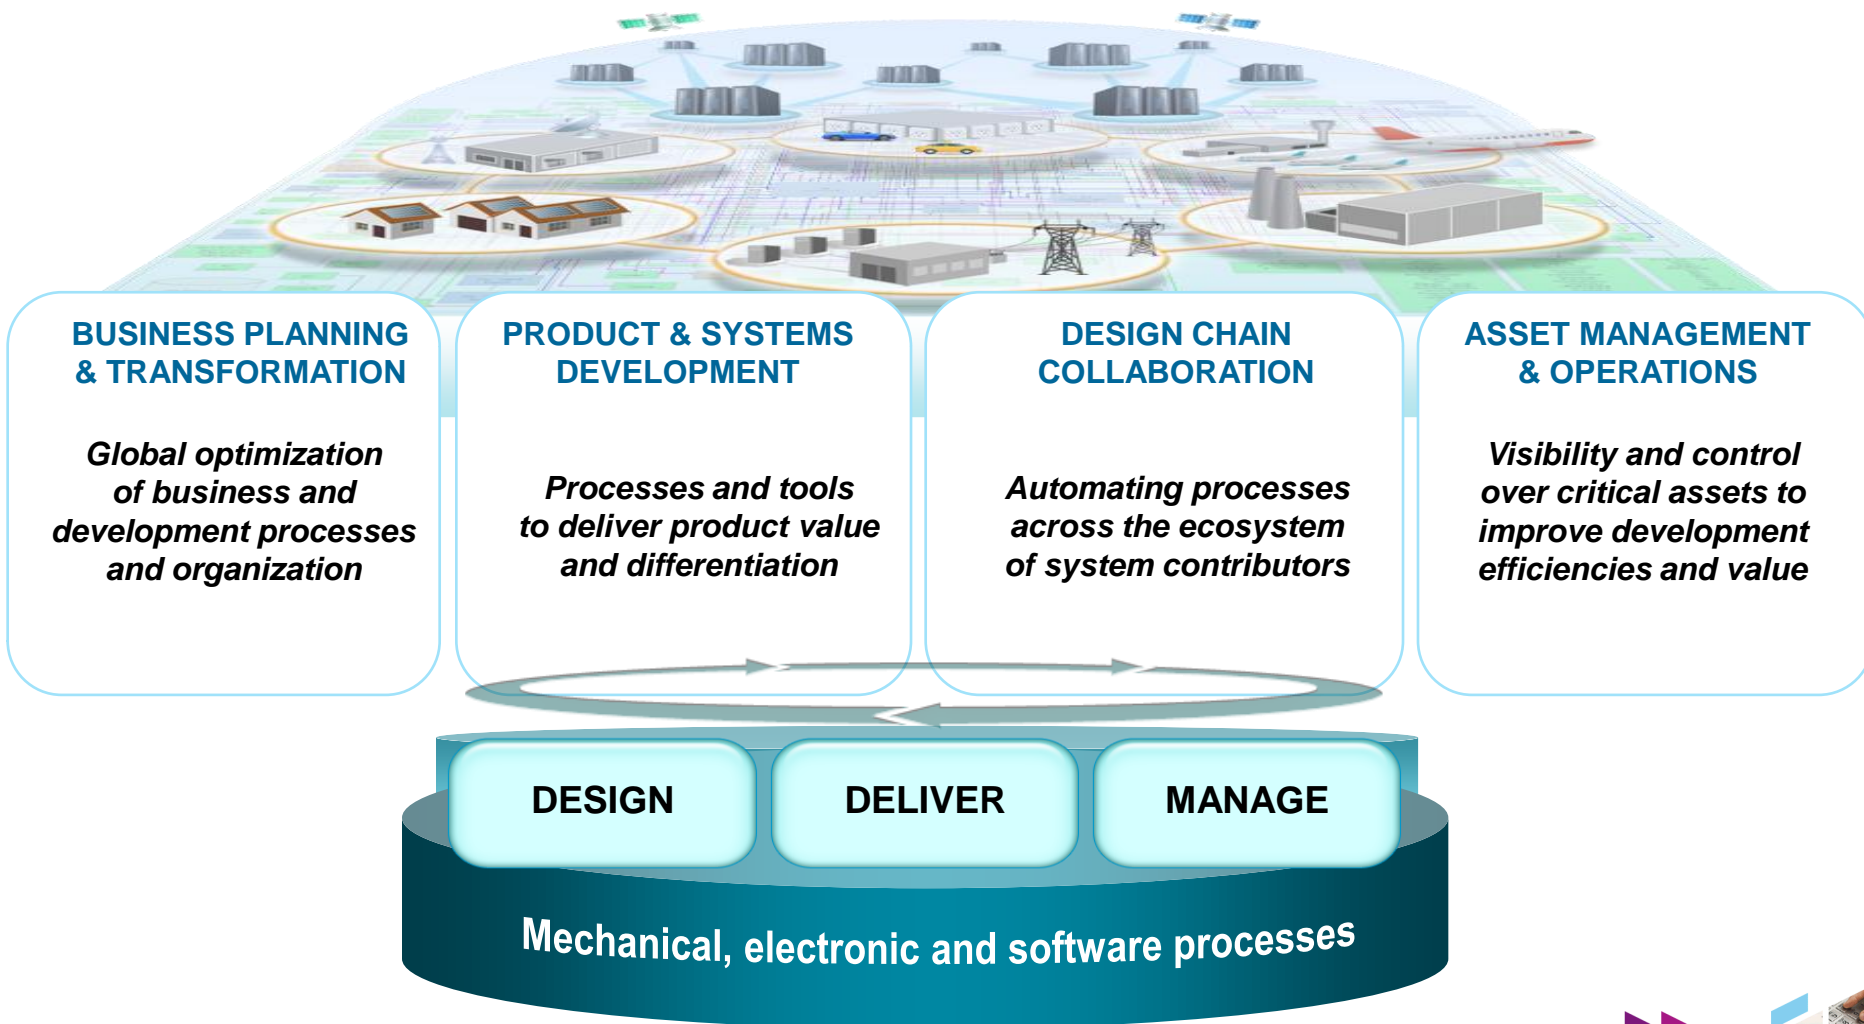 BUSINESS PLANNING
& TRANSFORMATION
Global optimization
of business and
development processes
and organization
PRODUCT & SYSTEMS
DEVELOPMENT
Processes and tools
to deliver product value
and differentiation
DESIGN CHAIN
COLLABORATION
Automating processes
across the ecosystem
of system contributors
ASSET MANAGEMENT
& OPERATIONS
Visibility and control
over critical assets to
improve development
efficiencies and value
DESIGN
DELIVER
MANAGE
Mechanical, electronic and software processes